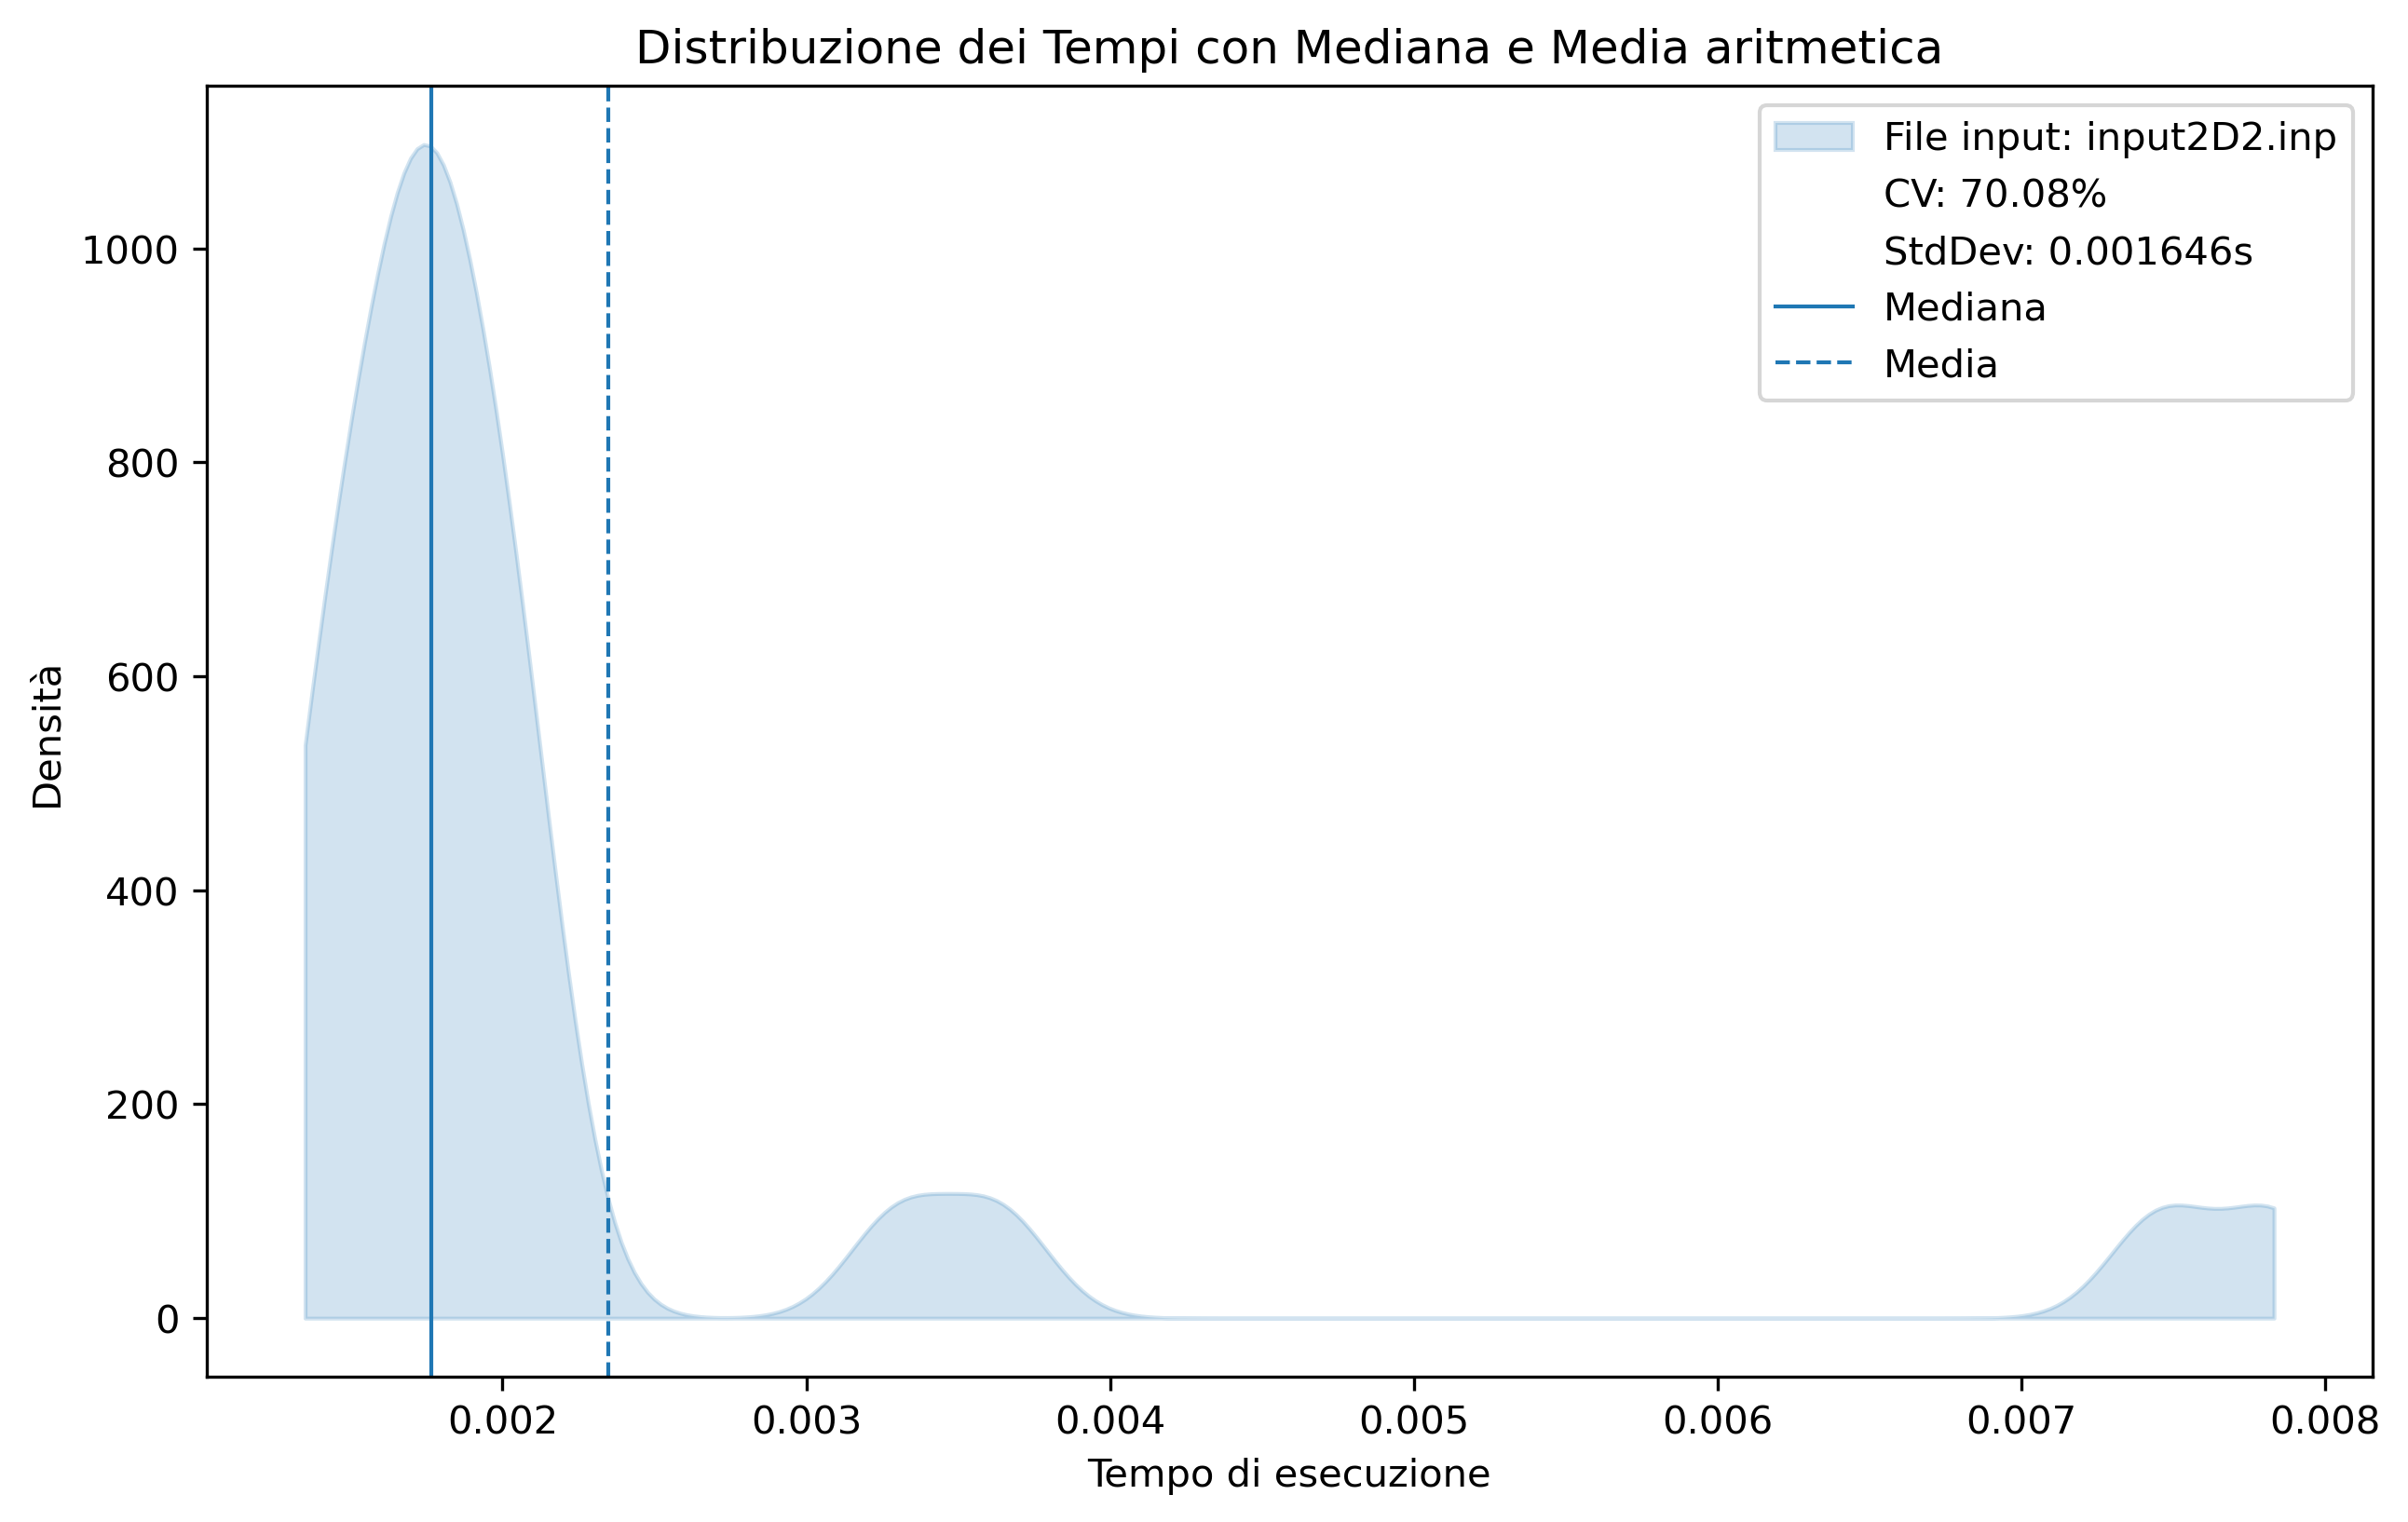 Distribuzione dei Tempi con Mediana e Media aritmetica
File input: input2D2.inp
CV: 70.08%
StdDev: 0.001646s
Mediana
Media
Densità
1000
800
600
400
200
0
0.002 0.003 0.004 0.005 0.006 0.007 0.008
Tempo di esecuzione